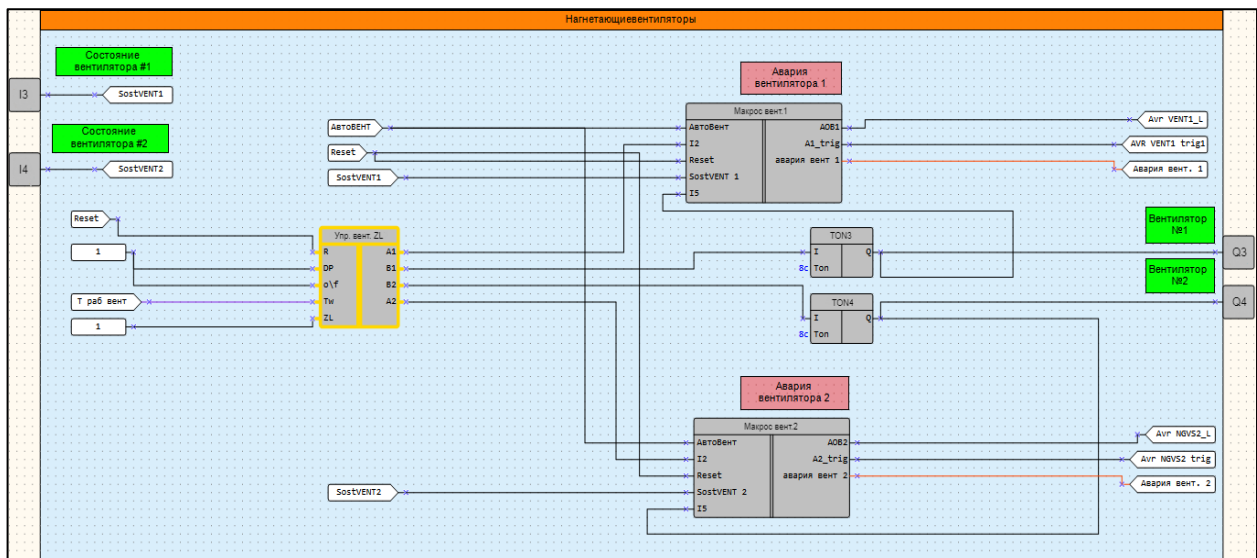 Нагнетающиевентиляторы
Состояние
вентилятора #1
I3
SostVENT1
Состояние
вентилятора #2
I4
SostVENT2
Reset
1
T раб вент
1
Упр. вент. ZL
R
A1
DP
B1
o\f
B2
Tw
A2
ZL
АвтоВЕНТ
Reset
SostVENT1
Авария
вентилятора 1
Макрос вент.1
АвтоВент
АОВ1
I2
A1_trig
Reset
авария вент 1
SostVENT 1
I5
Avr VENT1_L
AVR VENT1 trig1
Авария вент. 1
TON3
I
Q
8с
Топ
TON4
I
Q
8с
Топ
Вентилятор
№1
Q3
Вентилятор
№2
Q4
Авария
вентилятора 2
SostVENT2
Макрос вент.2
АвтоВент
АОВ2
I2
A2_trig
Reset
авария вент 2
SostVENT 2
I5
Avr NGVS2_L
Avr NGVS2 trig
Авария вент. 2